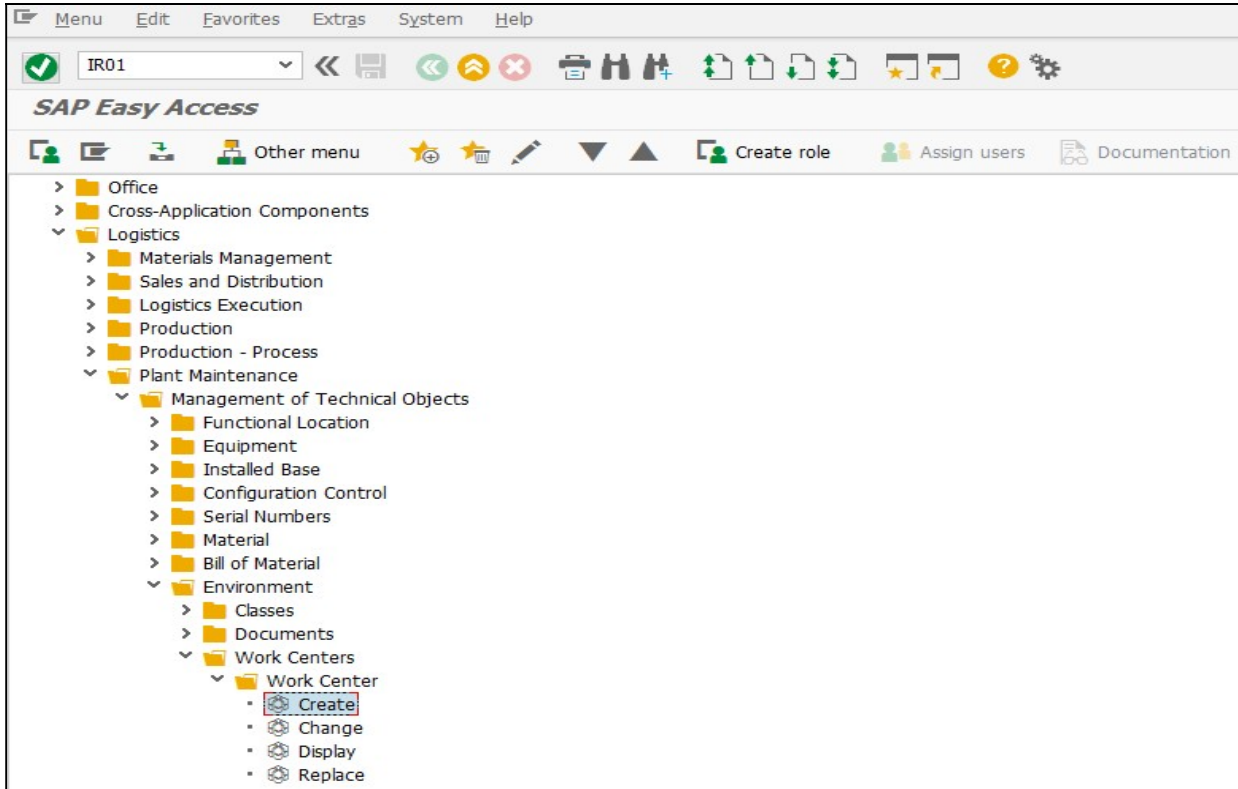 Menu Edit Favorites Extras System Help
IR01
SAP Easy Access
Other menu Create role Assign users Documentation
Office
Cross-Application Components
Logistics
Materials Management
Sales and Distribution
Logistics Execution
Production
Production - Process
Plant Maintenance
Management of Technical Objects
Functional Location
Equipment
Installed Base
Configuration Control
Serial Numbers
Material
Bill of Material
Environment
Classes
Documents
Work Centers
Work Center
Create
Change
Display
Replace